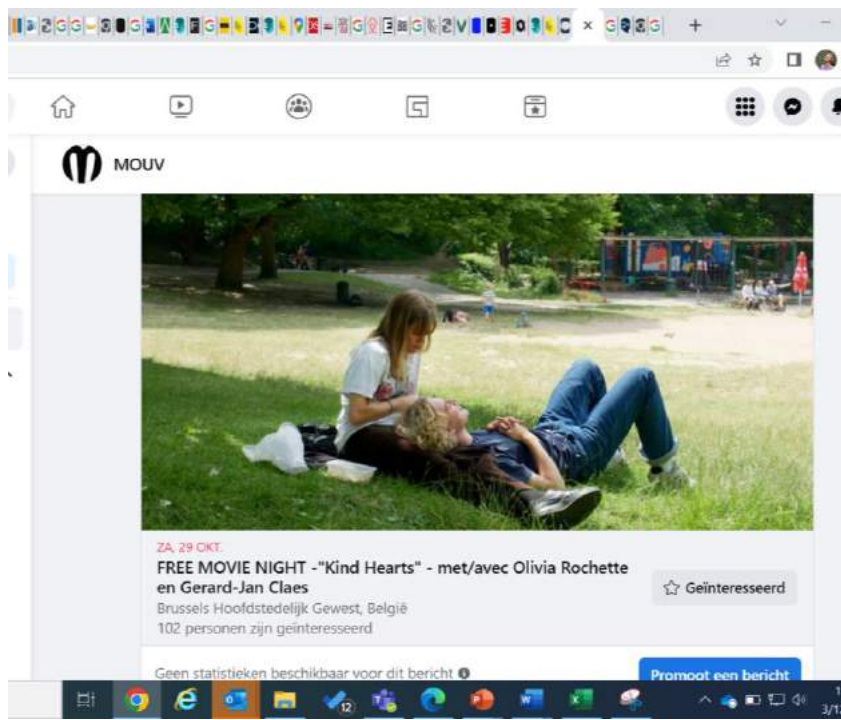 MOUV
ZA, 29 OKT.
FREE MOVIE NIGHT -"Kind Hearts" - met/avec Olivia Rochette
en Gerard-Jan Claes
Geïnteresseerd
Brussels Hoofdstedelijk Gewest, België
102 personen zijn geïnteresseerd
Geen statistieken beschikbaar voor dit bericht
Promoot een bericht
12